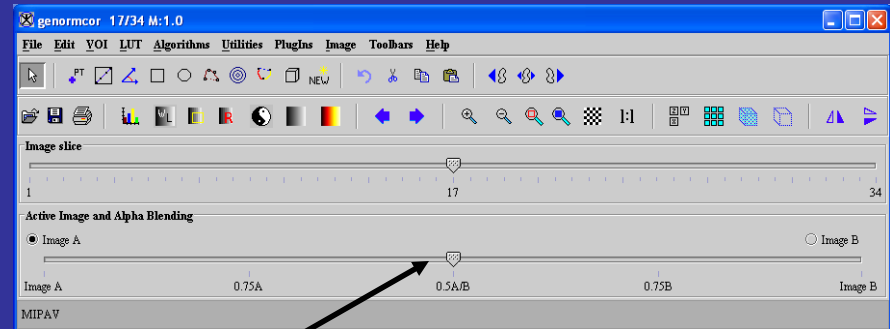 genormcor 17/34 M:1.0
File Edit VOI LUT Algorithms Utilities PlugIns Image Toolbars Help
PT NEW
WL R 1:1 Z Y X
Image slice
1 17 34
Active Image and Alpha Blending
Image A Image B
Image A 0.75A 0.5A/B 0.75B Image B
MIPAV